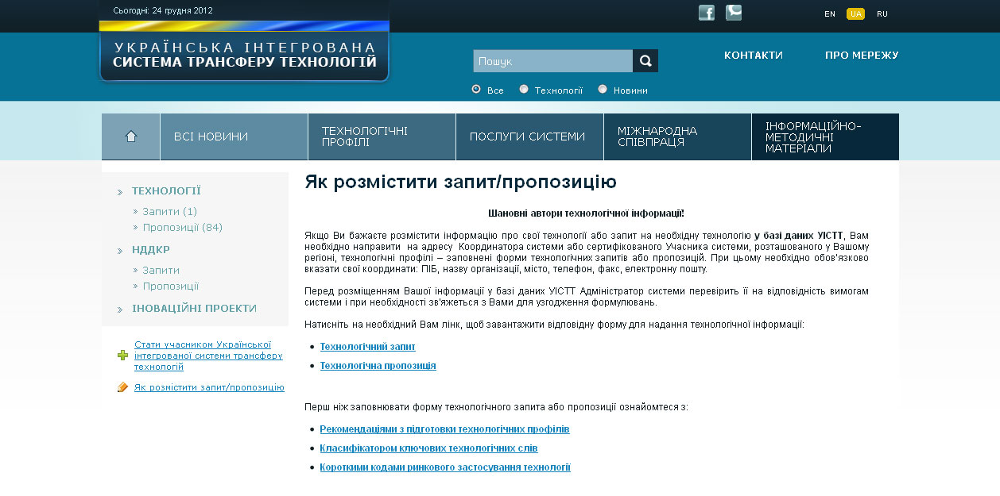 Сьогодні: 24 грудня 2012
EN UA RU
УКРАЇНСЬКА ІНТЕГРОВАНА
СИСТЕМА ТРАНСФЕРУ ТЕХНОЛОГІЙ
Пошук
Все Технології Новини
КОНТАКТИ ПРО МЕРЕЖУ
ВСІ НОВИНИ
ТЕХНОЛОГІЧНІ
ПРОФІЛІ
ПОСЛУГИ СИСТЕМИ
МІЖНАРОДНА
СПІВПРАЦЯ
ІНФОРМАЦІЙНО-
МЕТОДИЧНІ
МАТЕРІАЛИ
ТЕХНОЛОГІЇ
Запити (1)
Пропозиції (84)
НДДКР
Запити
Пропозиції
ІНОВАЦІЙНІ ПРОЕКТИ
Стати учасником Української
інтегрованої системи трансферу
технологій
Як розмістити запит/пропозицію
Як розмістити запит/пропозицію
Шановні автори технологічної інформації!
Якщо Ви бажаєте розмістити інформацію про свої технології або запит на необхідну технологію у базі даних УІСТТ, Вам
необхідно направити на адресу Координатора системи або сертифікованого Учасника системи, розташованого у Вашому
регіоні, технологічні профілі – заповнені форми технологічних запитів або пропозицій. При цьому необхідно обов'язково
вказати свої координати: ПІБ, назву організації, місто, телефон, факс, електронну пошту.
Перед розміщенням Вашої інформації у базі даних УІСТТ Адміністратор системи перевірить її на відповідність вимогам
системи і при необхідності зв'яжеться з Вами для узгодження формулювань.
Натисніть на необхідний Вам лінк, щоб завантажити відповідну форму для надання технологічної інформації:
Технологічний запит
Технологічна пропозиція
Перш ніж заповнювати форму технологічного запита або пропозиції ознайомтеся з:
Рекомендаціями з підготовки технологічних профілів
Класифікатором ключових технологічних слів
Короткими кодами ринкового застосування технології